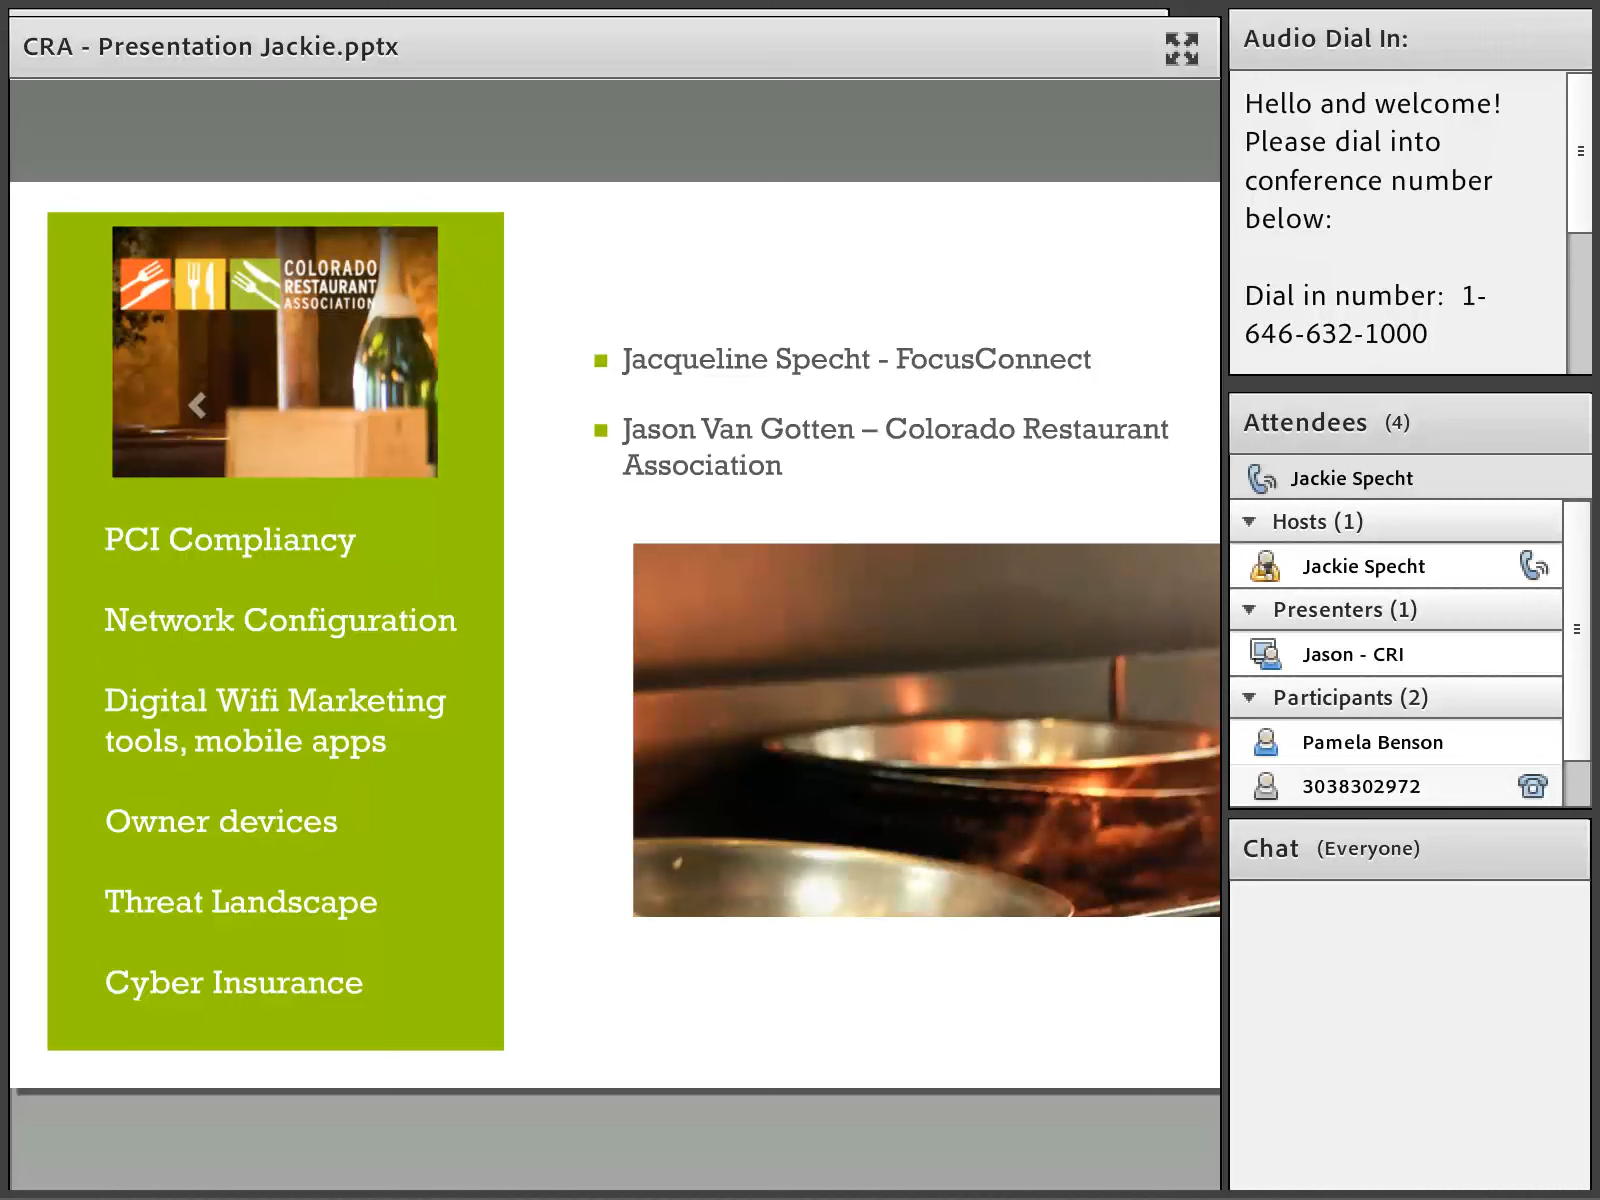 CRA - Presentation Jackie.pptx
COLORADO
RESTAURANT
ASSOCIATION
PCI Compliancy
Network Configuration
Digital Wifi Marketing
tools, mobile apps
Owner devices
Threat Landscape
Cyber Insurance
Jacqueline Specht - FocusConnect
Jason Van Gotten – Colorado Restaurant
Association
Audio Dial In:
Hello and welcome!
Please dial into
conference number
below:
Dial in number:  1-
646-632-1000
Attendees (4)
Jackie Specht
Hosts (1)
Jackie Specht
Presenters (1)
Jason - CRI
Participants (2)
Pamela Benson
3038302972
Chat (Everyone)